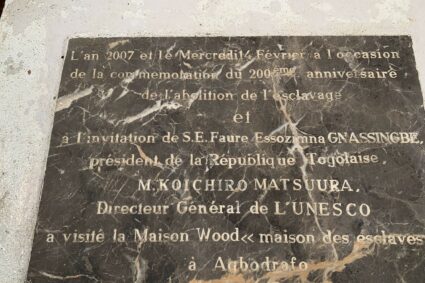 L'an 2007 et le Mercredi 14 Février à l'occasion
de la commemoration du 200ème anniversaire
de l'abolition de l'esclavage
et
à l'invitation de S.E. Faure Essozimna GNASSINGBE,
président de la République Togolaise,
M. KOICHIRO MATSUURA,
Directeur Général de L'UNESCO
a visité la Maison Wood « maison des esclaves
à Agbodrafo